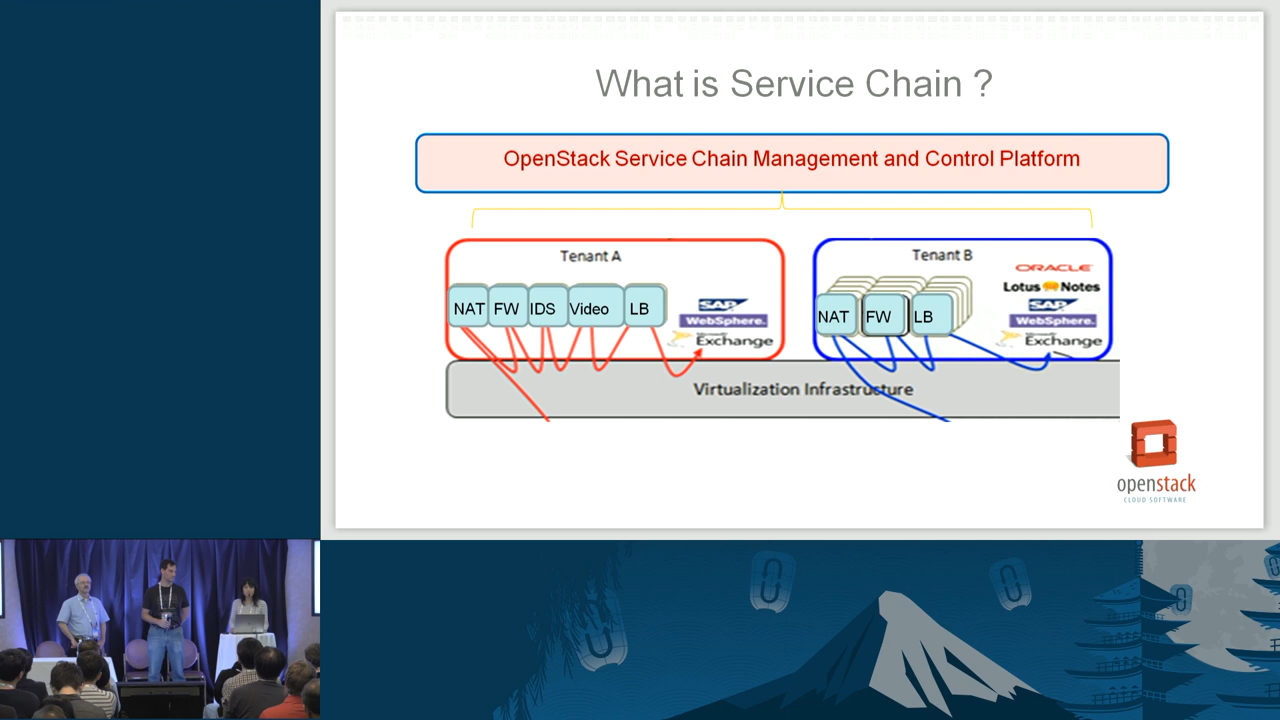 What is Service Chain ?
OpenStack Service Chain Management and Control Platform
Tenant A
NAT
FW
IDS
Video
LB
SAP
WebSphere.
Exchange
Tenant B
NAT
FW
LB
ORACLE
Lotus Notes
SAP
WebSphere.
Exchange
Virtualization Infrastructure
openstack
CLOUD SOFTWARE